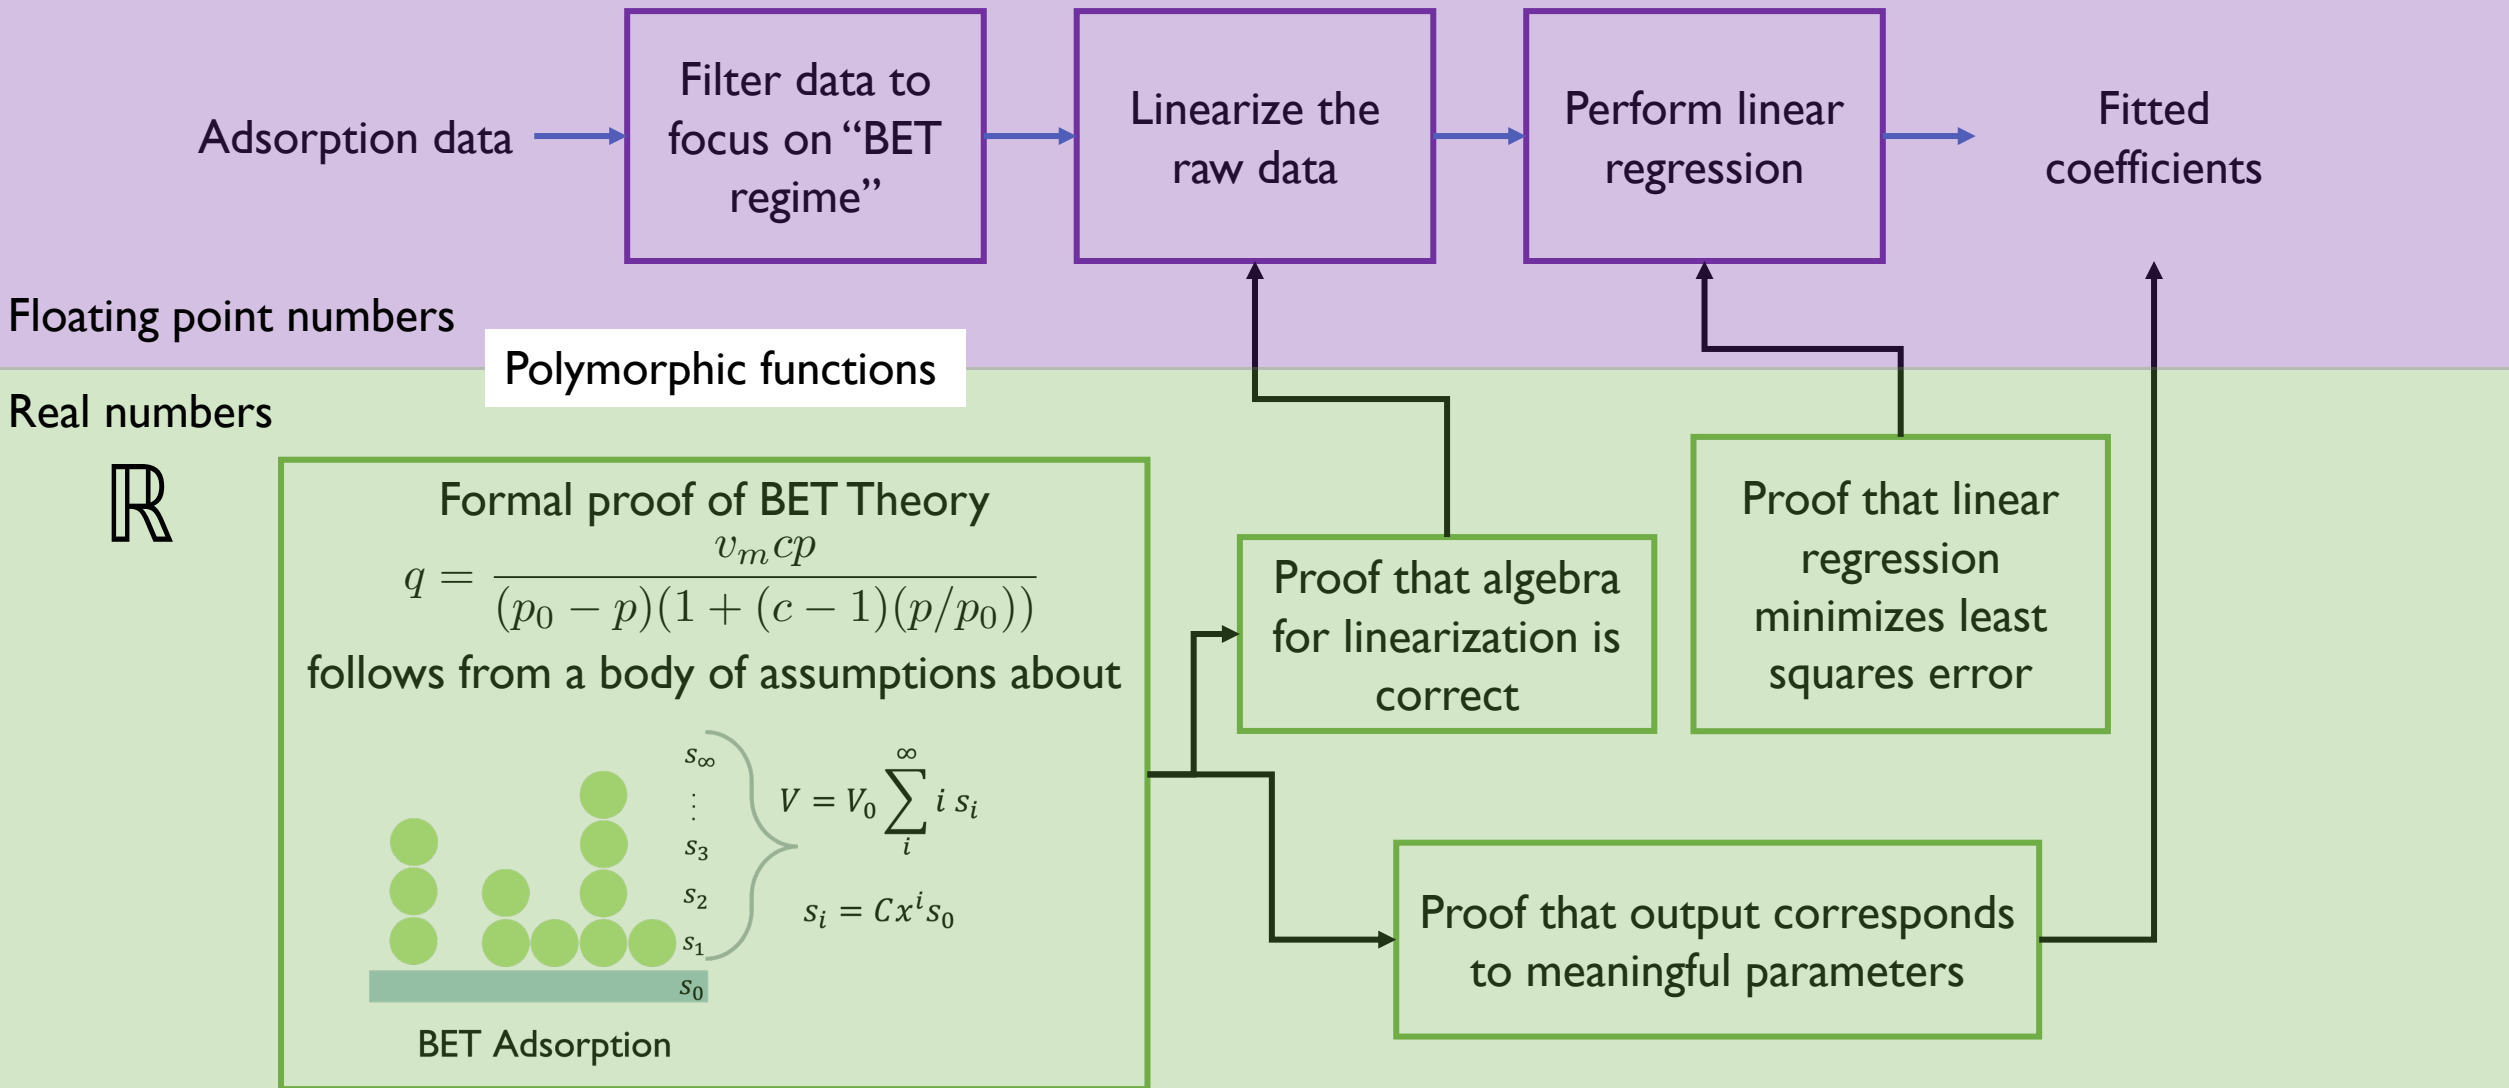 Adsorption data
Filter data to
focus on “BET
regime”
Linearize the
raw data
Perform linear
regression
Fitted
coefficients
Floating point numbers
Polymorphic functions
Real numbers
ℝ
Formal proof of BET Theory
q = v_m cp / ((p_0 − p)(1 + (c − 1)(p/p_0)))
follows from a body of assumptions about
s_∞
⋮
s_3
s_2
s_1
s_0
V = V_0 ∑_i^∞ i s_i
s_i = Cx^i s_0
BET Adsorption
Proof that algebra
for linearization is
correct
Proof that linear
regression
minimizes least
squares error
Proof that output corresponds
to meaningful parameters